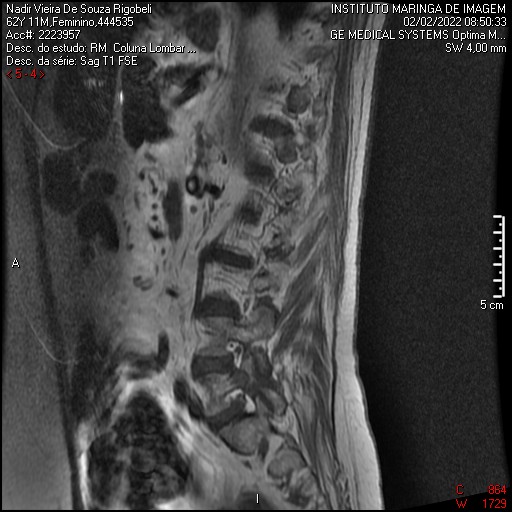 Nadir Vieira De Souza Rigobeli
62Y 11M,Feminino,444535
Acc#: 2223957
Desc. do estudo: RM Coluna Lombar ...
Desc. da série: Sag T1 FSE
< 5 - 4 >
INSTITUTO MARINGA DE IMAGEM
02/02/2022 08:50:33
GE MEDICAL SYSTEMS Optima M...
SW 4,00 mm
A
5 cm
I
C 864
W 1729